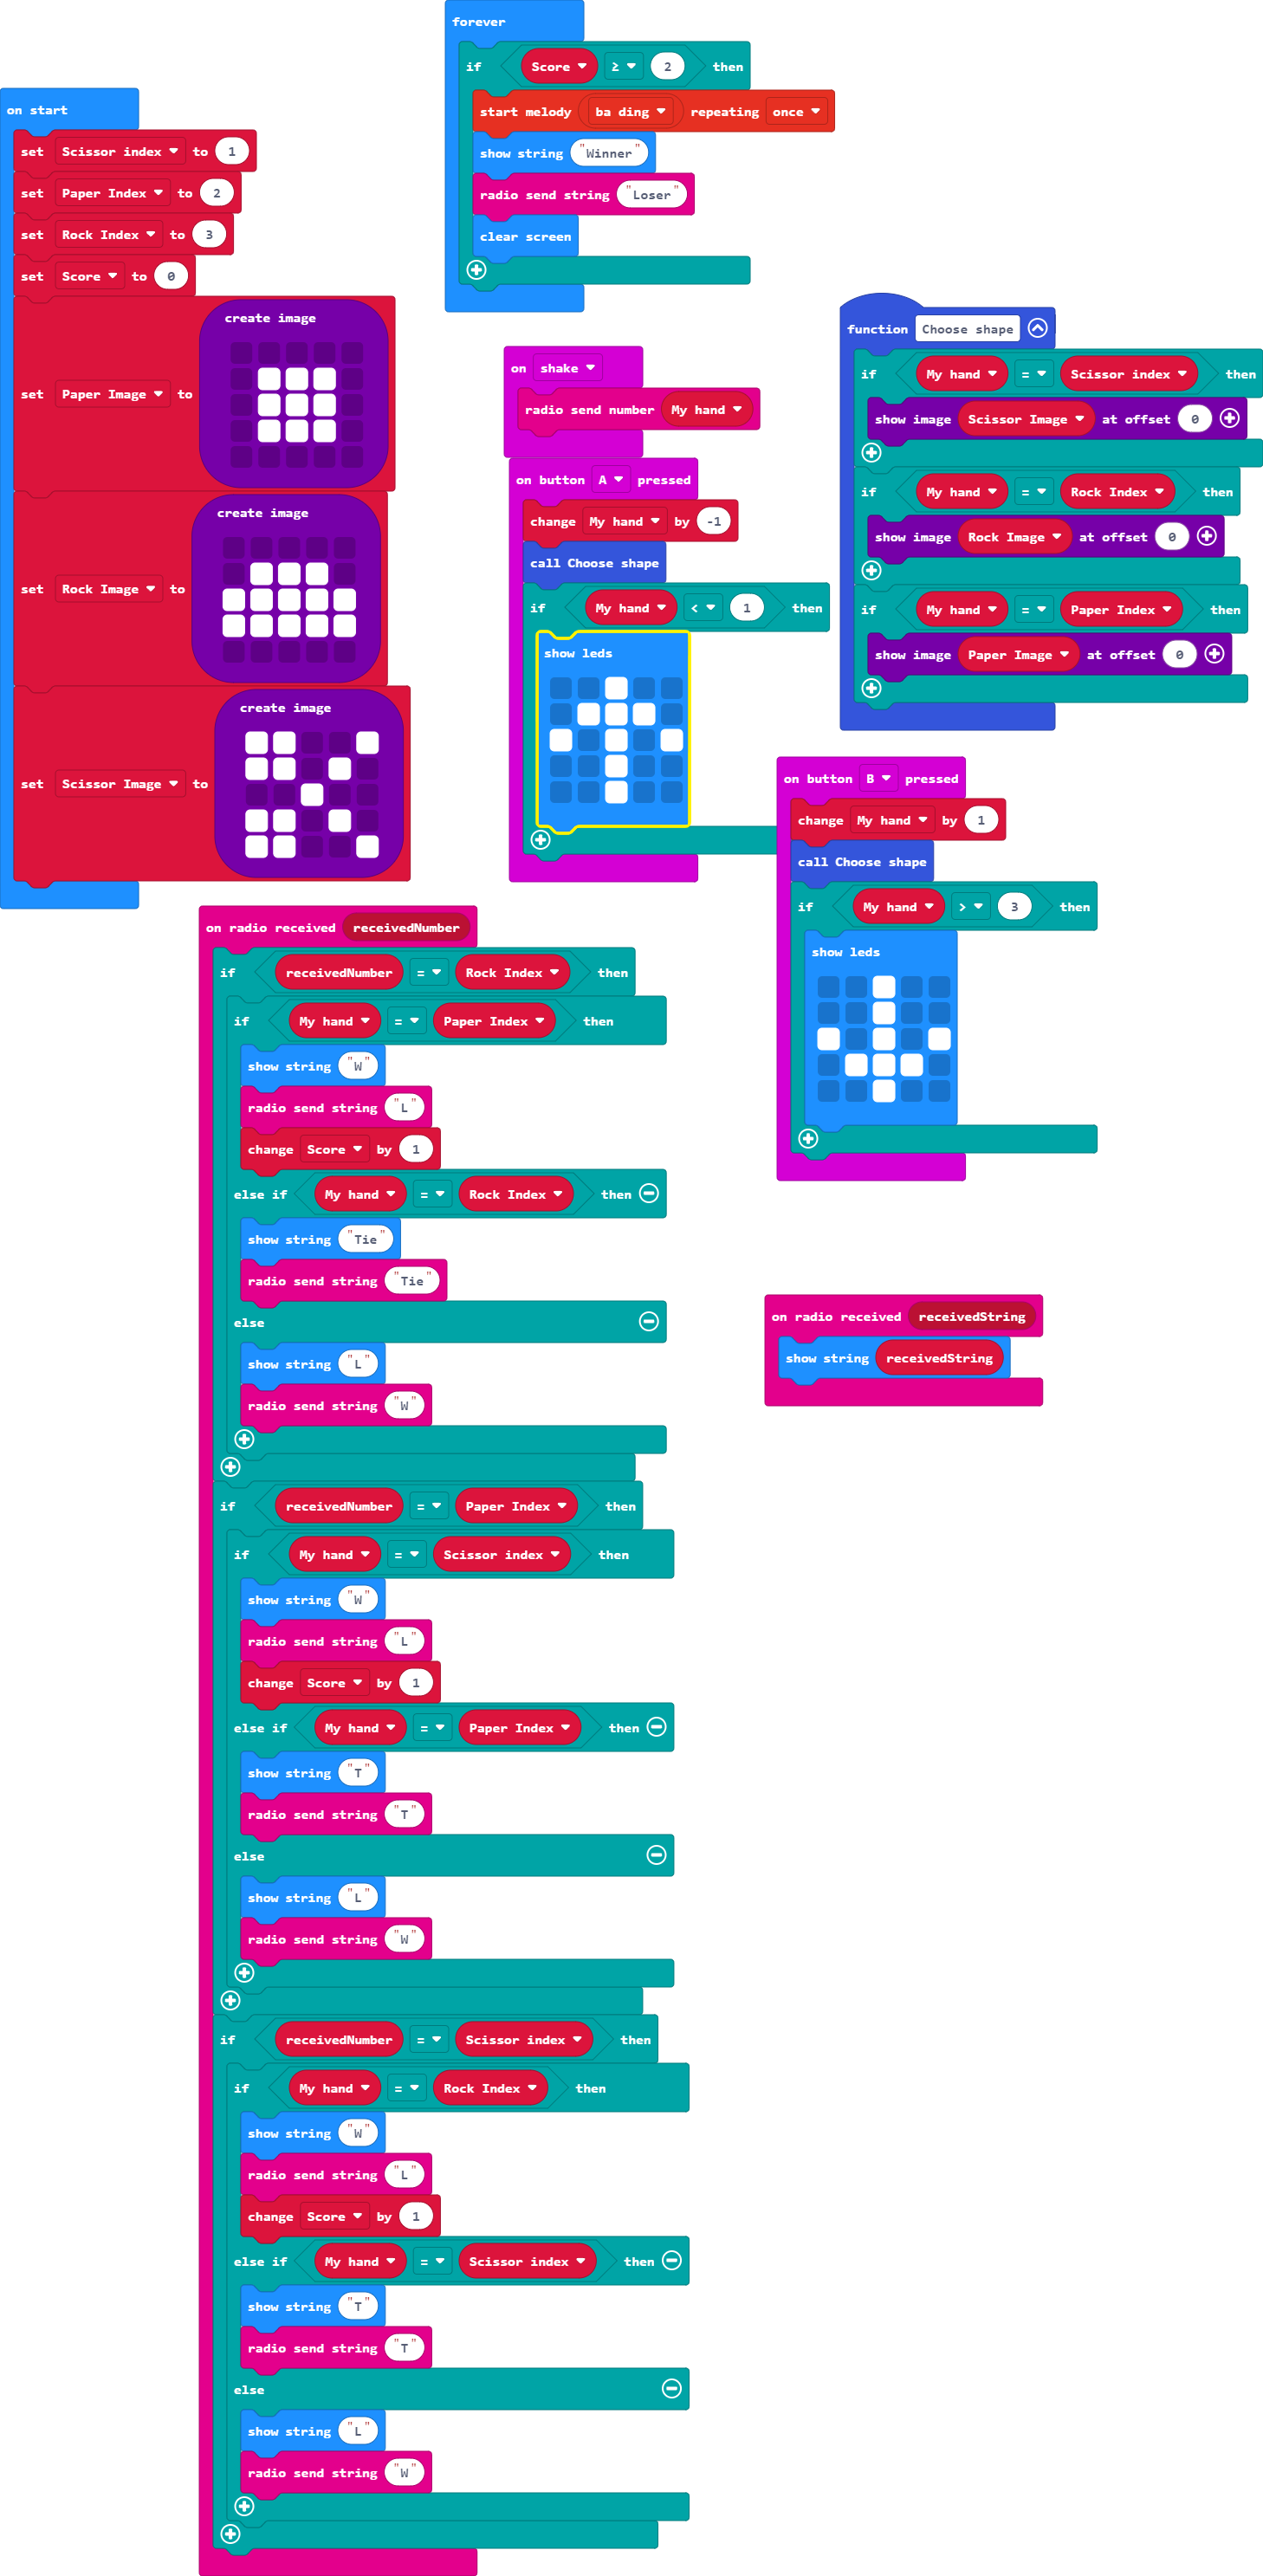 forever
if Score ≥ 2 then
start melody ba ding repeating once
show string "Winner"
radio send string "Loser"
clear screen
on start
set Scissor index to 1
set Paper Index to 2
set Rock Index to 3
set Score to 0
set Paper Image to create image
set Rock Image to create image
set Scissor Image to create image
function Choose shape
if My hand = Scissor index then
show image Scissor Image at offset 0
if My hand = Rock Index then
show image Rock Image at offset 0
if My hand = Paper Index then
show image Paper Image at offset 0
on shake
radio send number My hand
on button A pressed
change My hand by -1
call Choose shape
if My hand < 1 then
show leds
on button B pressed
change My hand by 1
call Choose shape
if My hand > 3 then
show leds
on radio received receivedNumber
if receivedNumber = Rock Index then
if My hand = Paper Index then
show string "W"
radio send string "L"
change Score by 1
else if My hand = Rock Index then
show string "Tie"
radio send string "Tie"
else
show string "L"
radio send string "W"
if receivedNumber = Paper Index then
if My hand = Scissor index then
show string "W"
radio send string "L"
change Score by 1
else if My hand = Paper Index then
show string "T"
radio send string "T"
else
show string "L"
radio send string "W"
if receivedNumber = Scissor index then
if My hand = Rock Index then
show string "W"
radio send string "L"
change Score by 1
else if My hand = Scissor index then
show string "T"
radio send string "T"
else
show string "L"
radio send string "W"
on radio received receivedString
show string receivedString